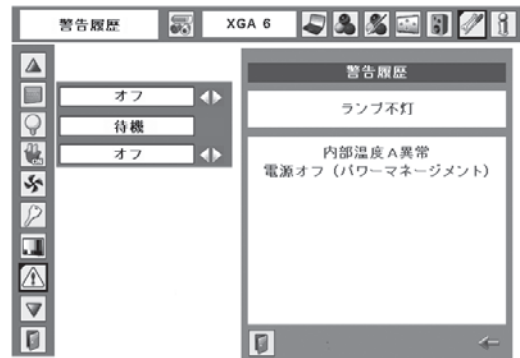 警告履歴
XGA 6
オフ
待機
オフ
ON
警告履歴
ランプ不灯
内部温度A異常
電源オフ（パワーマネージメント）